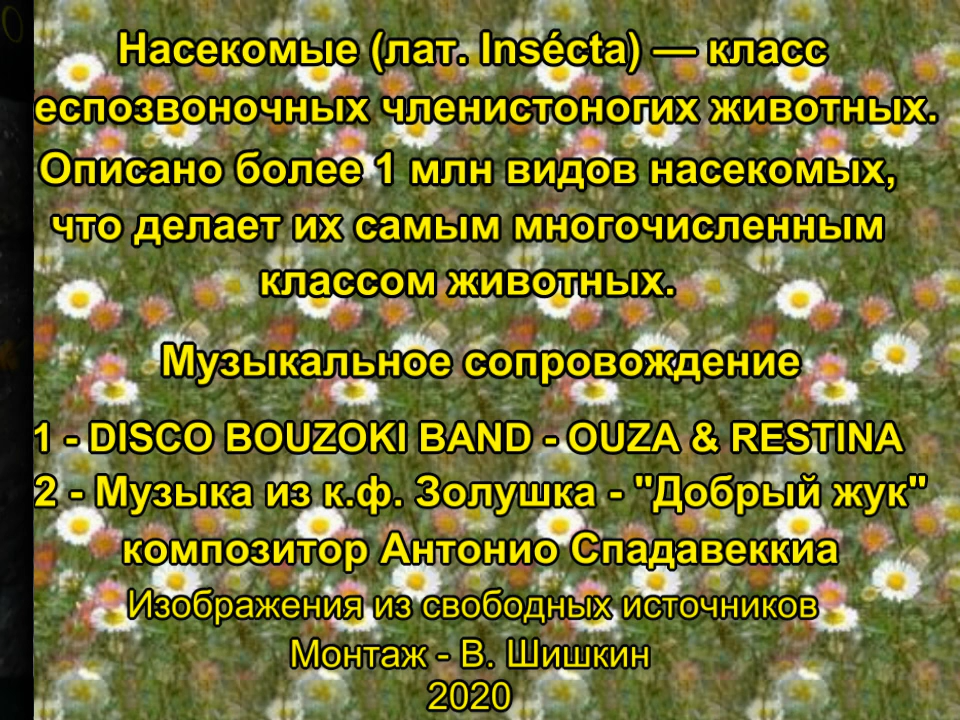 Насекомые (лат. Insécta) — класс
еспозвоночных членистоногих животных.
Описано более 1 млн видов насекомых,
что делает их самым многочисленным
классом животных.
Музыкальное сопровождение
1 - DISCO BOUZOKI BAND - OUZA & RESTINA
2 - Музыка из к.ф. Золушка - "Добрый жук"
композитор Антонио Спадавеккиа
Изображения из свободных источников
Монтаж - В. Шишкин
2020